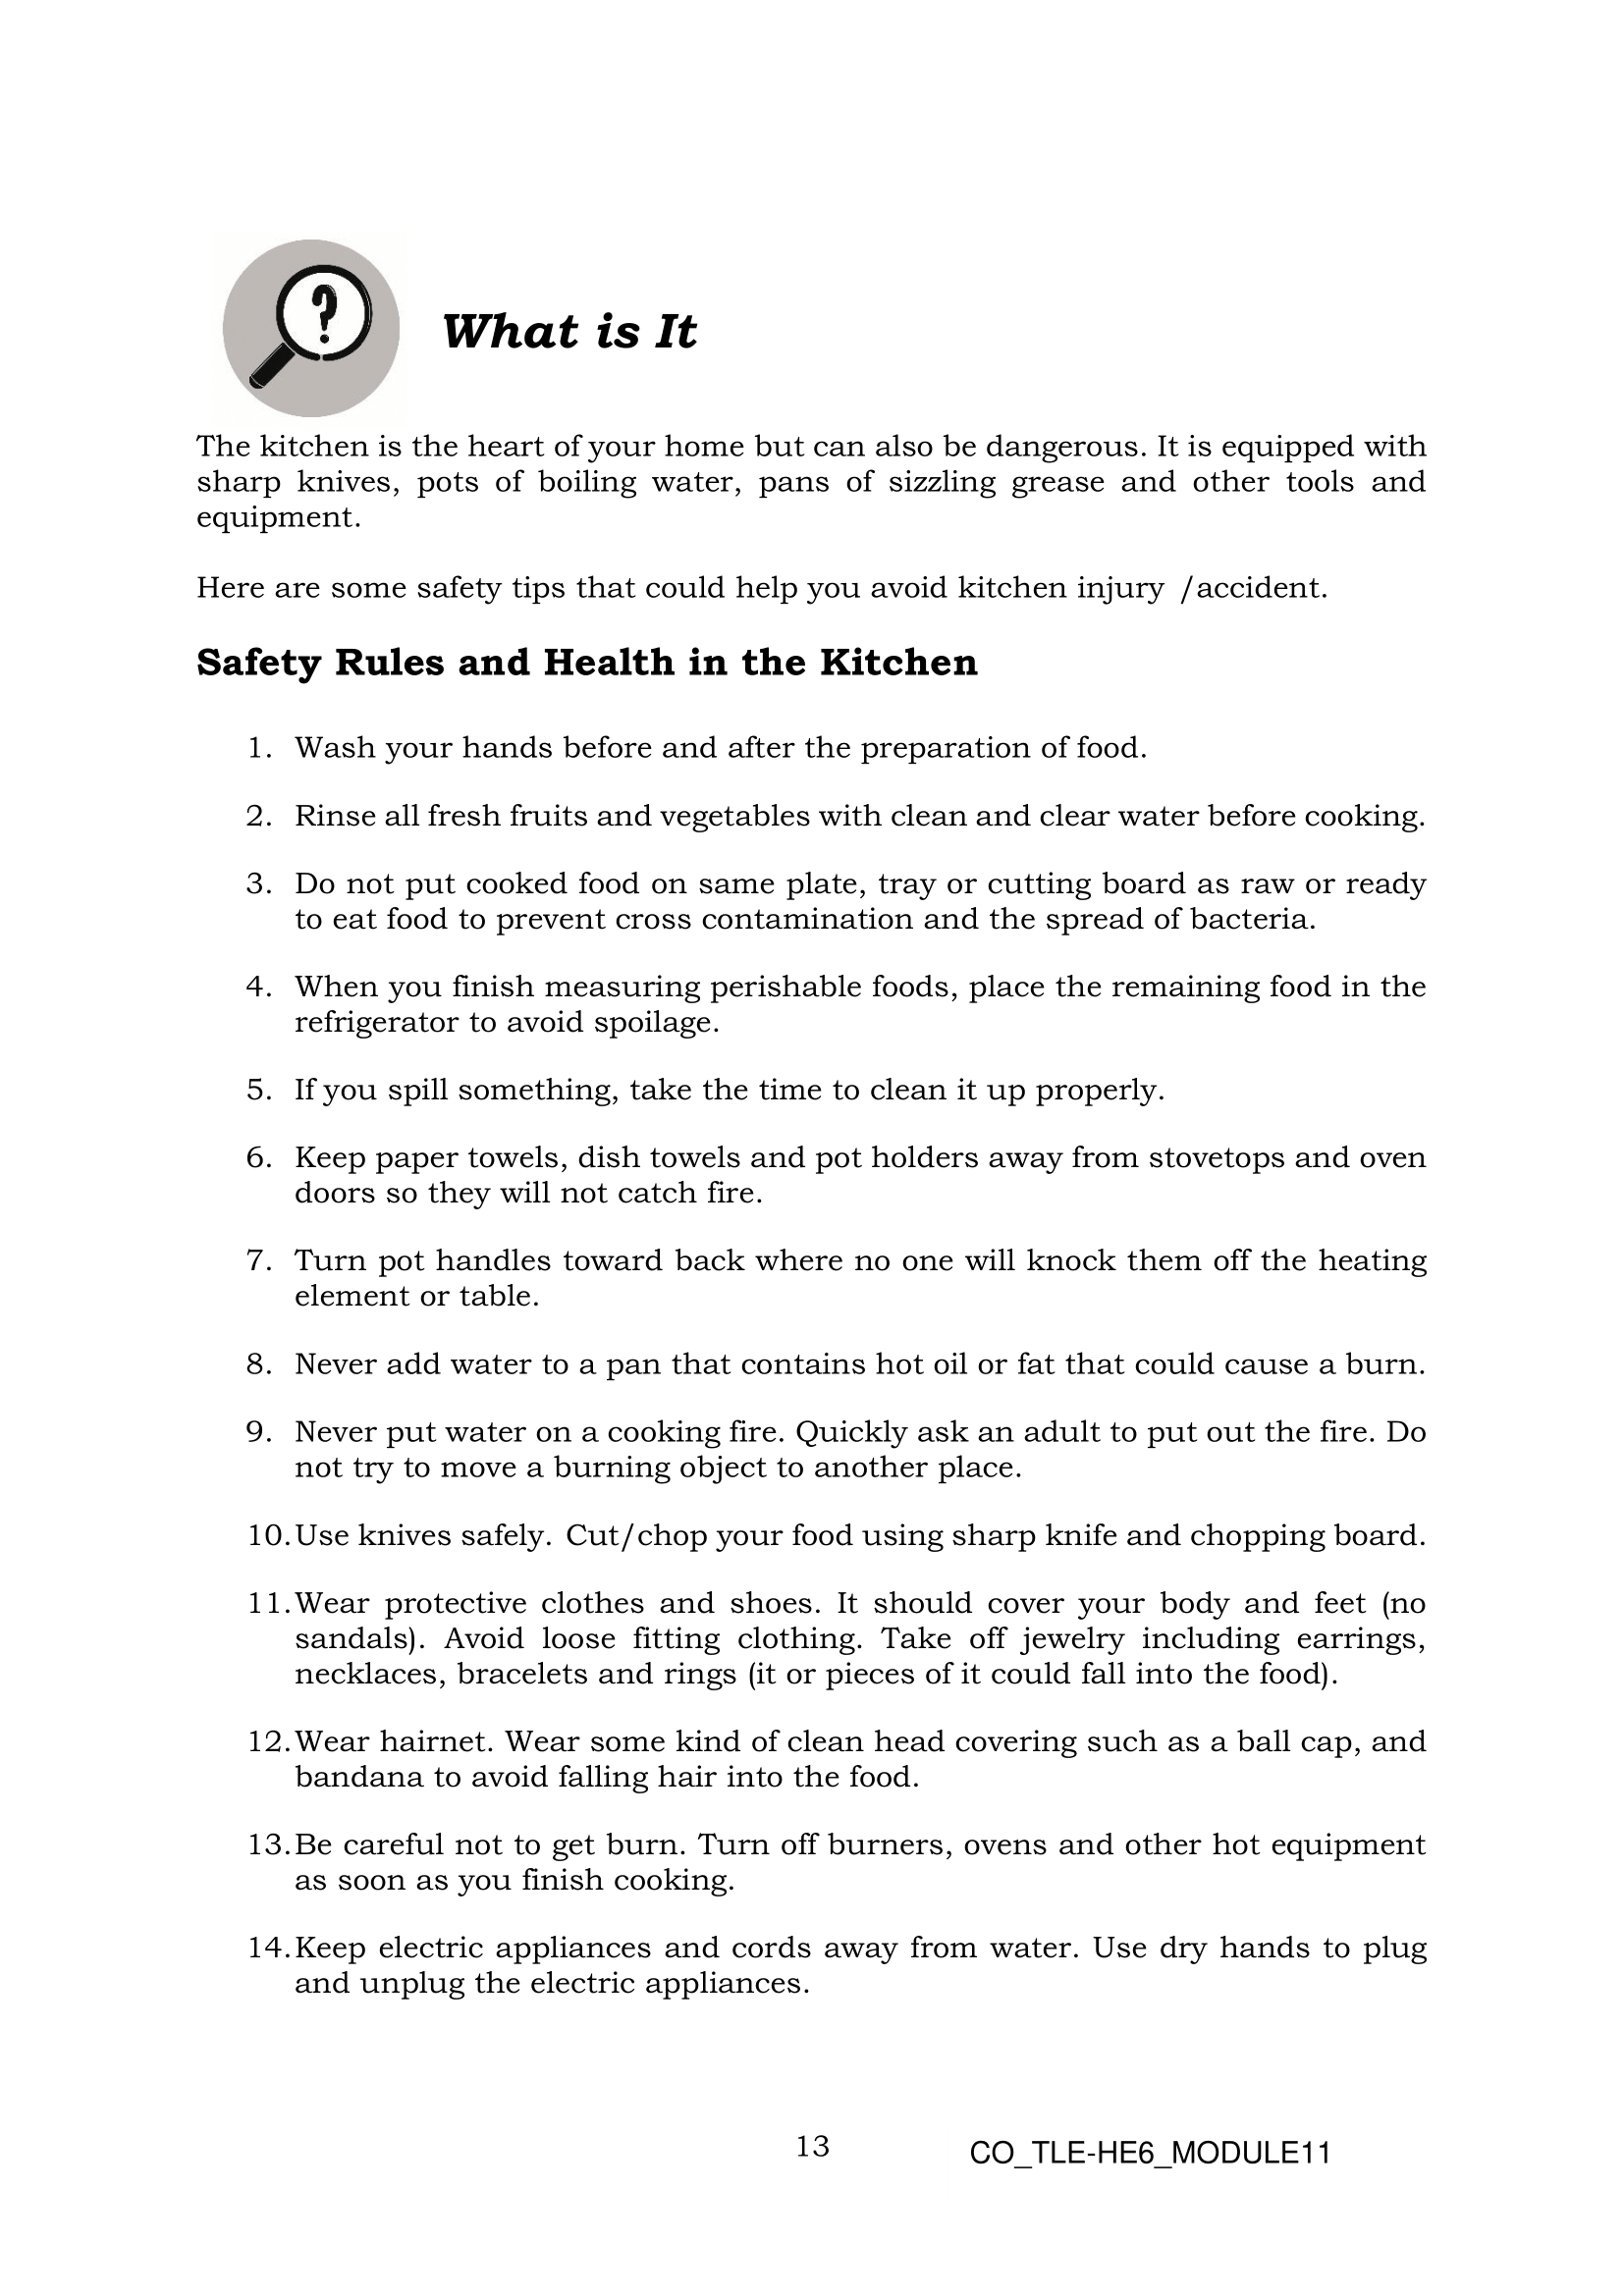 ?
What is It
The kitchen is the heart of your home but can also be dangerous. It is equipped with
sharp knives, pots of boiling water, pans of sizzling grease and other tools and
equipment.
Here are some safety tips that could help you avoid kitchen injury /accident.
Safety Rules and Health in the Kitchen
1. Wash your hands before and after the preparation of food.
2. Rinse all fresh fruits and vegetables with clean and clear water before cooking.
3. Do not put cooked food on same plate, tray or cutting board as raw or ready
to eat food to prevent cross contamination and the spread of bacteria.
4. When you finish measuring perishable foods, place the remaining food in the
refrigerator to avoid spoilage.
5. If you spill something, take the time to clean it up properly.
6. Keep paper towels, dish towels and pot holders away from stovetops and oven
doors so they will not catch fire.
7. Turn pot handles toward back where no one will knock them off the heating
element or table.
8. Never add water to a pan that contains hot oil or fat that could cause a burn.
9. Never put water on a cooking fire. Quickly ask an adult to put out the fire. Do
not try to move a burning object to another place.
10. Use knives safely. Cut/chop your food using sharp knife and chopping board.
11. Wear protective clothes and shoes. It should cover your body and feet (no
sandals). Avoid loose fitting clothing. Take off jewelry including earrings,
necklaces, bracelets and rings (it or pieces of it could fall into the food).
12. Wear hairnet. Wear some kind of clean head covering such as a ball cap, and
bandana to avoid falling hair into the food.
13. Be careful not to get burn. Turn off burners, ovens and other hot equipment
as soon as you finish cooking.
14. Keep electric appliances and cords away from water. Use dry hands to plug
and unplug the electric appliances.
13 CO_TLE-HE6_MODULE11